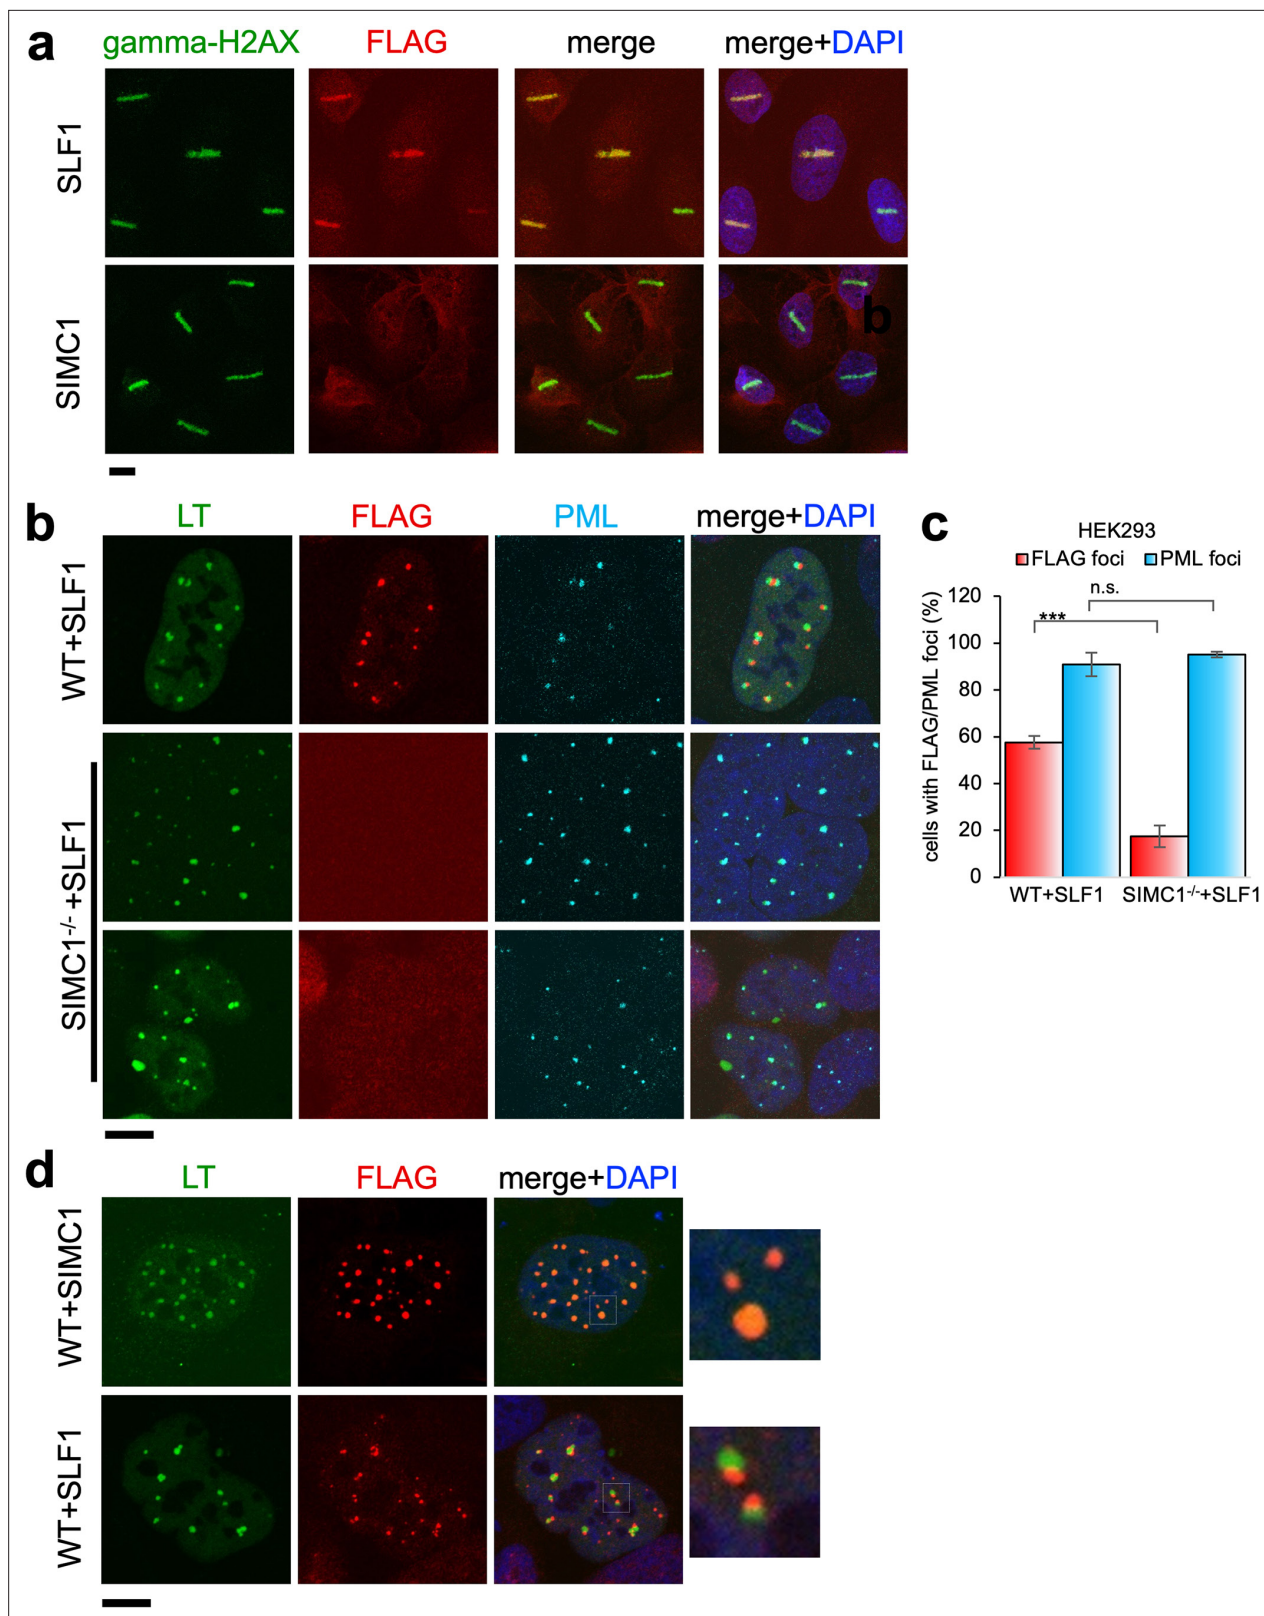 a
gamma-H2AX FLAG merge merge+DAPI
SLF1
SIMC1
b
b
LT FLAG PML merge+DAPI
WT+SLF1
SIMC1-/-+SLF1
c
HEK293
FLAG foci PML foci
cells with FLAG/PML foci (%)
n.s.
***
120
100
80
60
40
20
0
WT+SLF1 SIMC1-/-+SLF1
d
LT FLAG merge+DAPI
WT+SIMC1
WT+SLF1